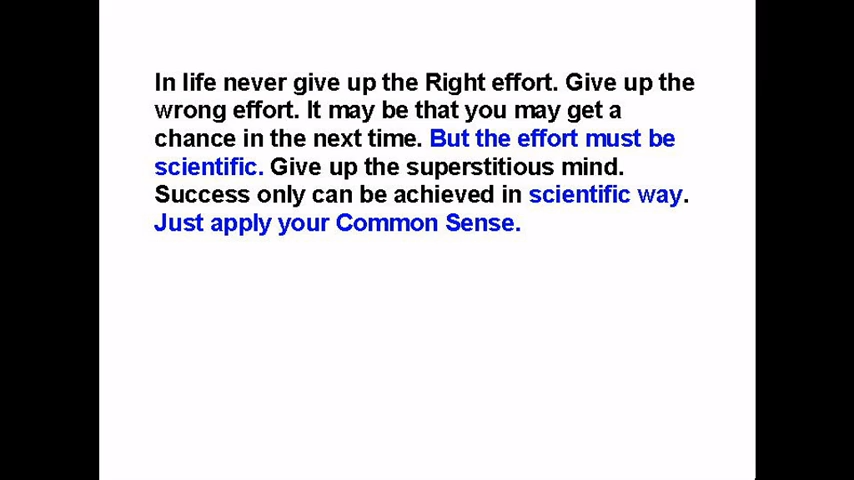 In life never give up the Right effort. Give up the
wrong effort. It may be that you may get a
chance in the next time. But the effort must be
scientific. Give up the superstitious mind.
Success only can be achieved in scientific way.
Just apply your Common Sense.